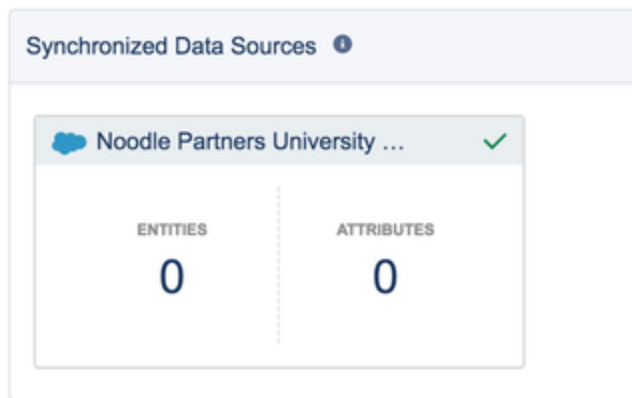 Synchronized Data Sources
Noodle Partners University ...
ENTITIES ATTRIBUTES
0 0